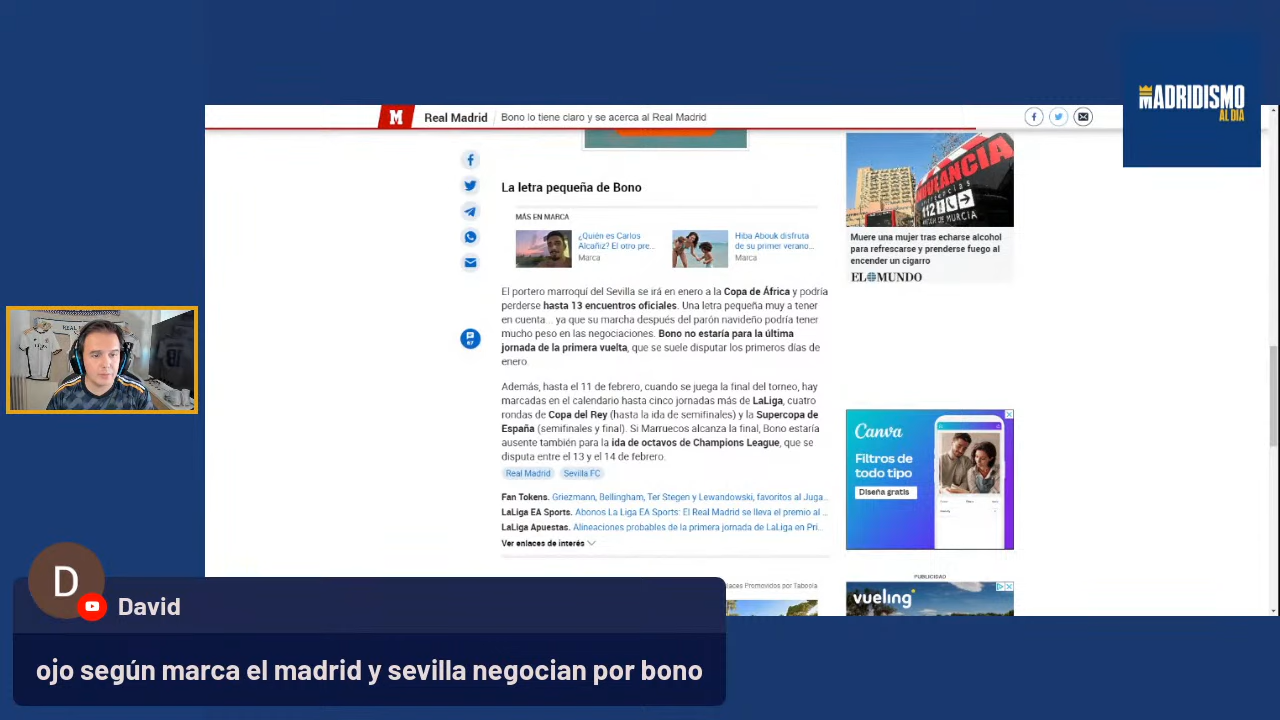 MADRIDISMO
AL DIA
M
Real Madrid
Bono lo tiene claro y se acerca al Real Madrid
La letra pequeña de Bono
MÁS EN MARCA
¿Quién es Carlos
Alcañiz? El otro pre...
Marca
Hiba Abouk disfruta
de su primer verano...
Marca
El portero marroquí del Sevilla se irá en enero a la Copa de África y podría
perderse hasta 13 encuentros oficiales. Una letra pequeña muy a tener
en cuenta... ya que su marcha después del parón navideño podría tener
mucho peso en las negociaciones. Bono no estaría para la última
jornada de la primera vuelta, que se suele disputar los primeros días de
enero.
67
Además, hasta el 11 de febrero, cuando se juega la final del torneo, hay
marcadas en el calendario hasta cinco jornadas más de LaLiga, cuatro
rondas de Copa del Rey (hasta la ida de semifinales) y la Supercopa de
España (semifinales y final). Si Marruecos alcanza la final, Bono estaría
ausente también para la ida de octavos de Champions League, que se
disputa entre el 13 y el 14 de febrero.
Real Madrid
Sevilla FC
Fan Tokens. Griezmann, Bellingham, Ter Stegen y Lewandowski, favoritos al Juga...
LaLiga EA Sports. Abonos La Liga EA Sports: El Real Madrid se lleva el premio al ...
LaLiga Apuestas. Alineaciones probables de la primera jornada de LaLiga en Pri...
Ver enlaces de interés
Enlaces Promovidos por Taboola
112
DE MURCIA
Muere una mujer tras echarse alcohol
para refrescarse y prenderse fuego al
encender un cigarro
EL MUNDO
Canva
Filtros de
todo tipo
Diseña gratis
PUBLICIDAD
vueling
D
David
ojo según marca el madrid y sevilla negocian por bono